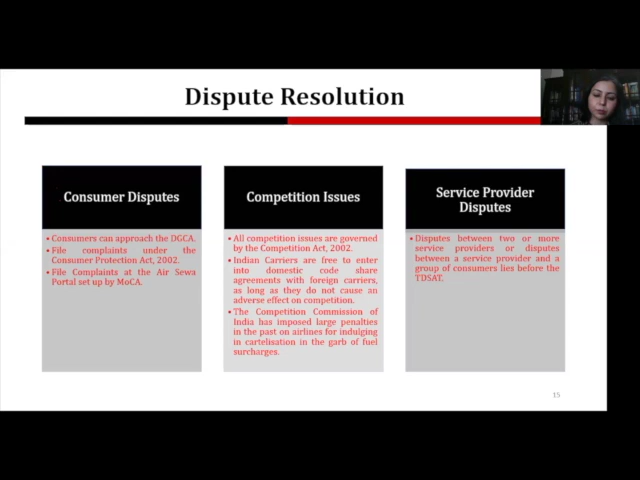 Dispute Resolution
Consumer Disputes
• Consumers can approach the DGCA.
• File complaints under the
Consumer Protection Act, 2002.
• File Complaints at the Air Sewa
Portal set up by MoCA.
Competition Issues
• All competition issues are governed
by the Competition Act, 2002.
• Indian Carriers are free to enter
into domestic code share
agreements with foreign carriers,
as long as they do not cause an
adverse effect on competition.
• The Competition Commission of
India has imposed large penalties
in the past on airlines for indulging
in cartelisation in the garb of fuel
surcharges.
Service Provider
Disputes
• Disputes between two or more
service providers or disputes
between a service provider and a
group of consumers lies before the
TDSAT.
15